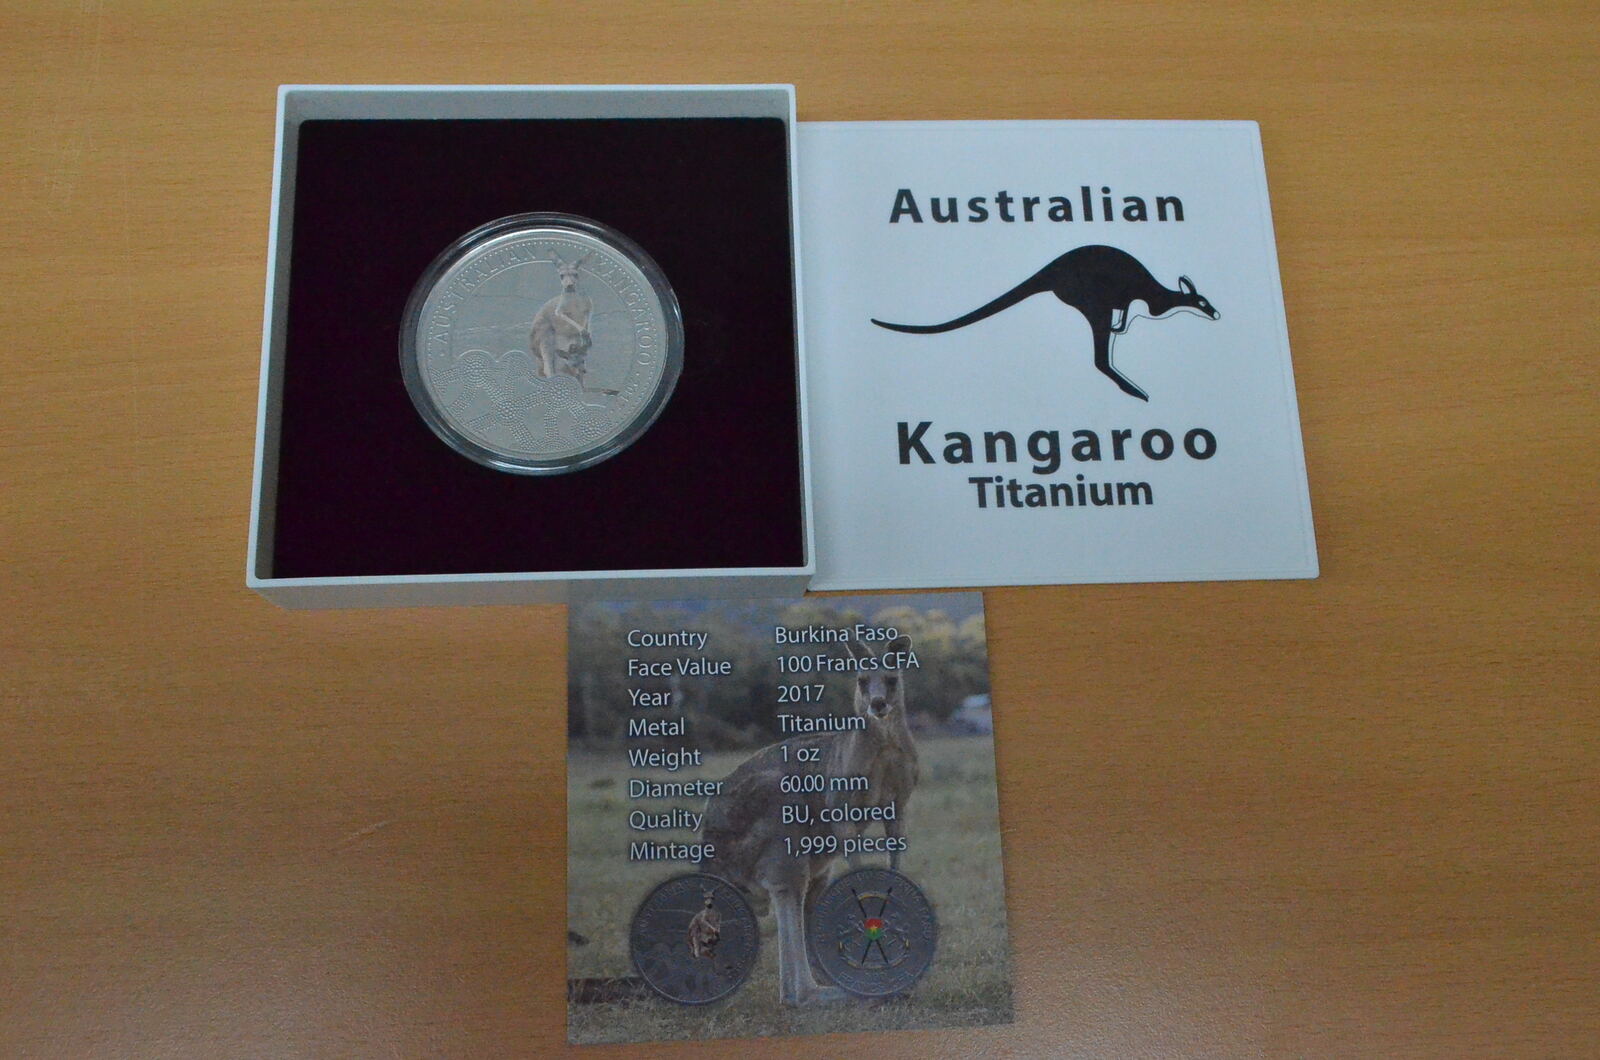 · AUSTRALIAN KANGAROO ·
Australian
Kangaroo
Titanium
Country Burkina Faso
Face Value 100 Francs CFA
Year 2017
Metal Titanium
Weight 1 oz
Diameter 60.00 mm
Quality BU, colored
Mintage 1,999 pieces